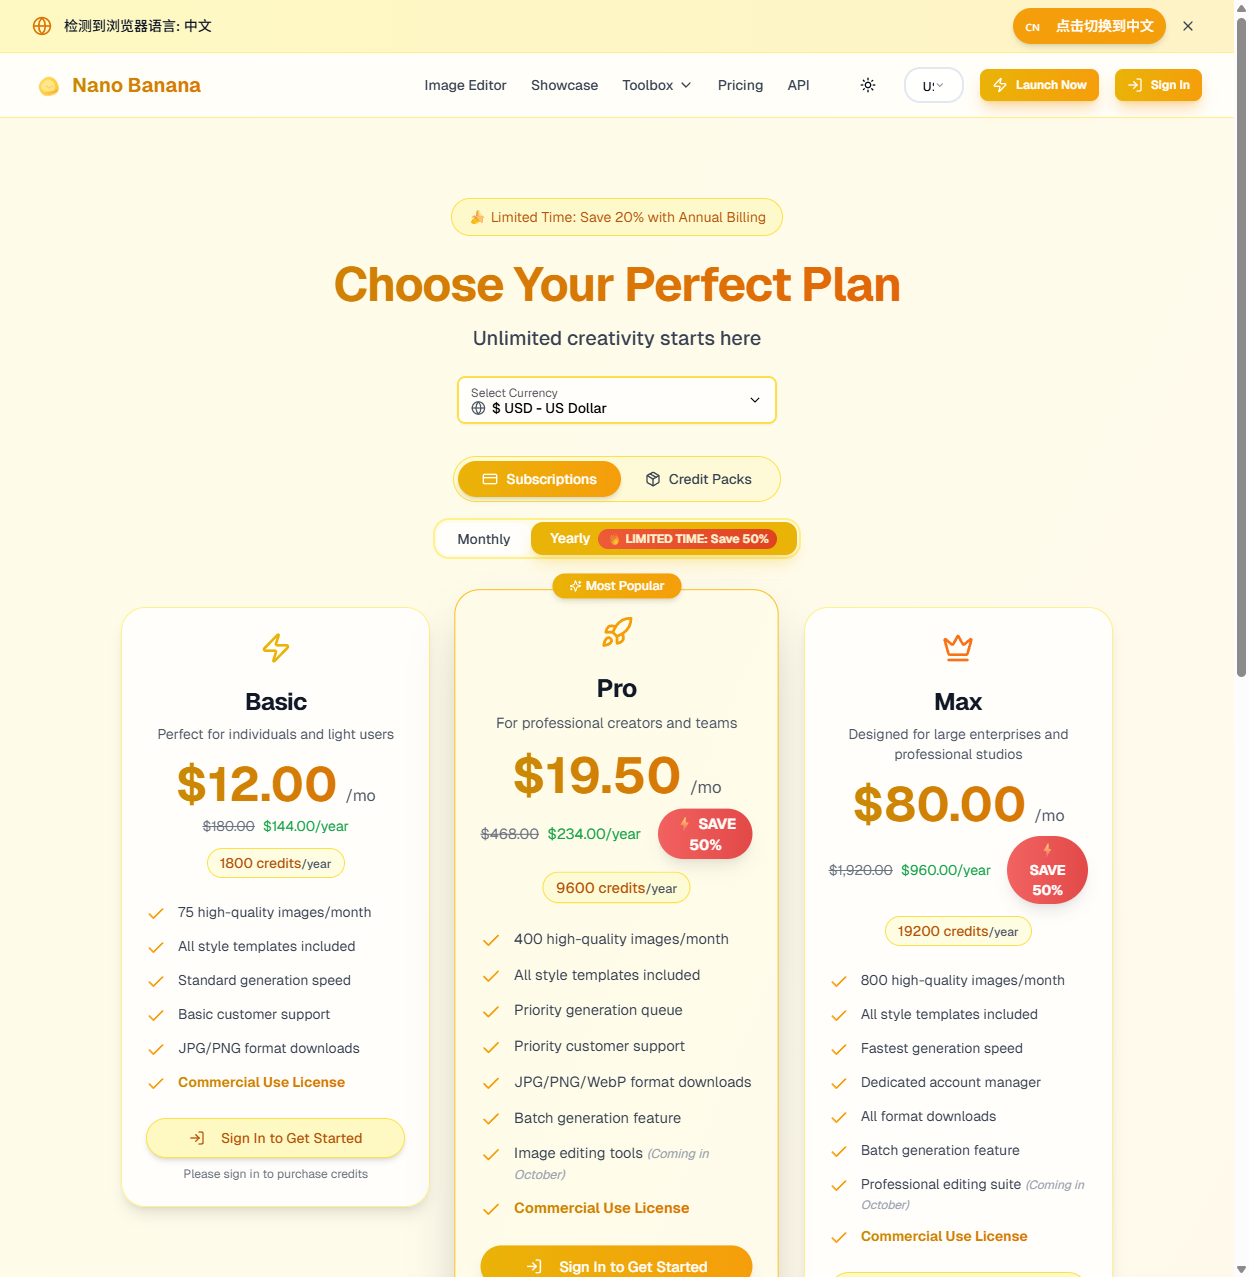 检测到浏览器语言: 中文
CN 点击切换到中文
Nano Banana
Image Editor
Showcase
Toolbox
Pricing
API
Launch Now
Sign In
Limited Time: Save 20% with Annual Billing
Choose Your Perfect Plan
Unlimited creativity starts here
Select Currency
$ USD - US Dollar
Subscriptions
Credit Packs
Monthly
Yearly
LIMITED TIME: Save 50%
Basic
Perfect for individuals and light users
$12.00 /mo
$180.00 $144.00/year
1800 credits/year
75 high-quality images/month
All style templates included
Standard generation speed
Basic customer support
JPG/PNG format downloads
Commercial Use License
Sign In to Get Started
Please sign in to purchase credits
Most Popular
Pro
For professional creators and teams
$19.50 /mo
$468.00 $234.00/year
SAVE
50%
9600 credits/year
400 high-quality images/month
All style templates included
Priority generation queue
Priority customer support
JPG/PNG/WebP format downloads
Batch generation feature
Image editing tools (Coming in
October)
Commercial Use License
Sign In to Get Started
Max
Designed for large enterprises and
professional studios
$80.00 /mo
$1,920.00 $960.00/year
SAVE
50%
19200 credits/year
800 high-quality images/month
All style templates included
Fastest generation speed
Dedicated account manager
All format downloads
Batch generation feature
Professional editing suite (Coming in
October)
Commercial Use License